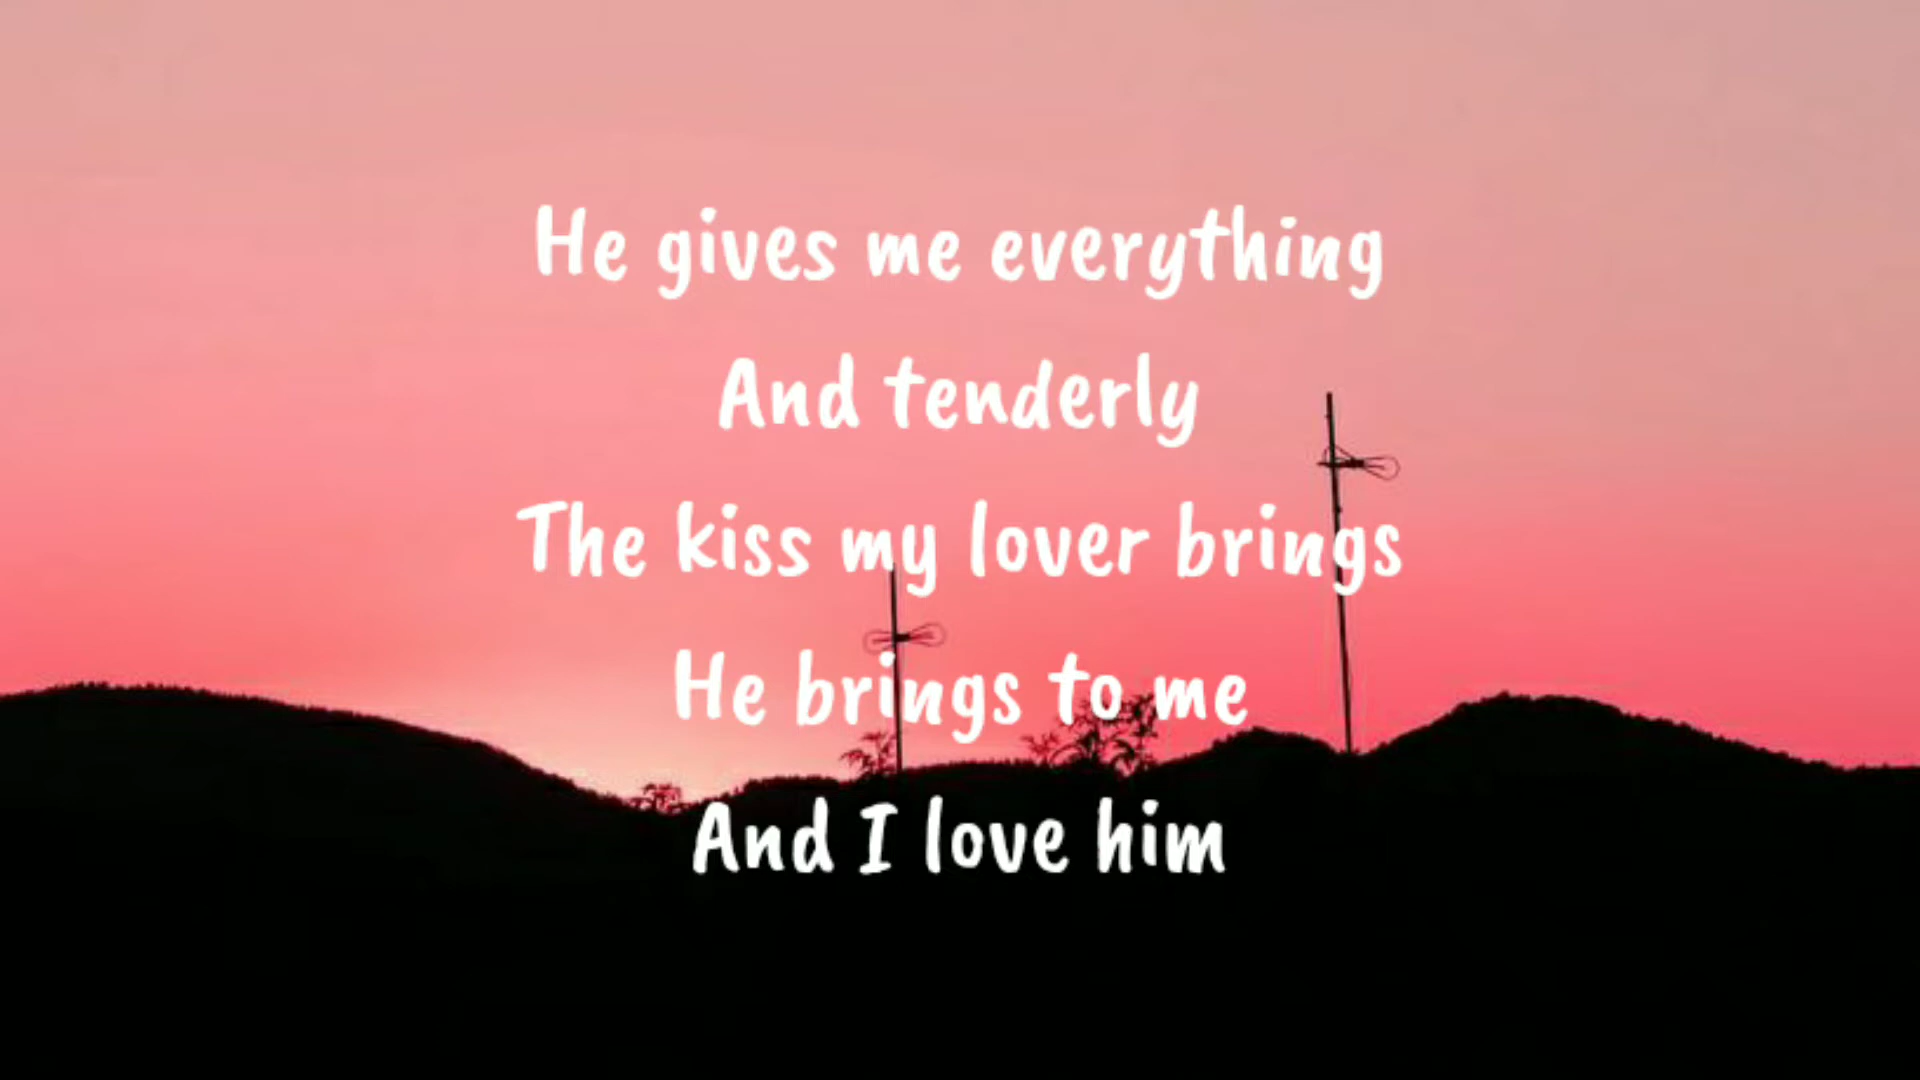 He gives me everything
And tenderly
The kiss my lover brings
He brings to me
And I love him